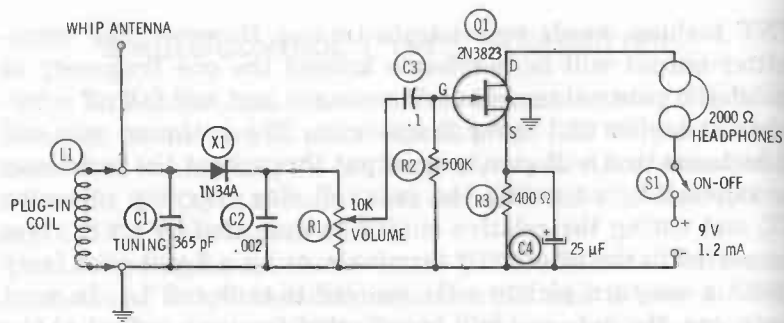 WHIP ANTENNA
L1
PLUG-IN
COIL
C1
TUNING
365 pF
X1
1N34A
C2
.002
R1
10K
VOLUME
C3
.1
R2
500K
Q1
2N3823
D
G
S
R3
400 Ω
C4
+
25 μF
2000 Ω
HEADPHONES
S1
ON-OFF
+
9 V
1.2 mA
-